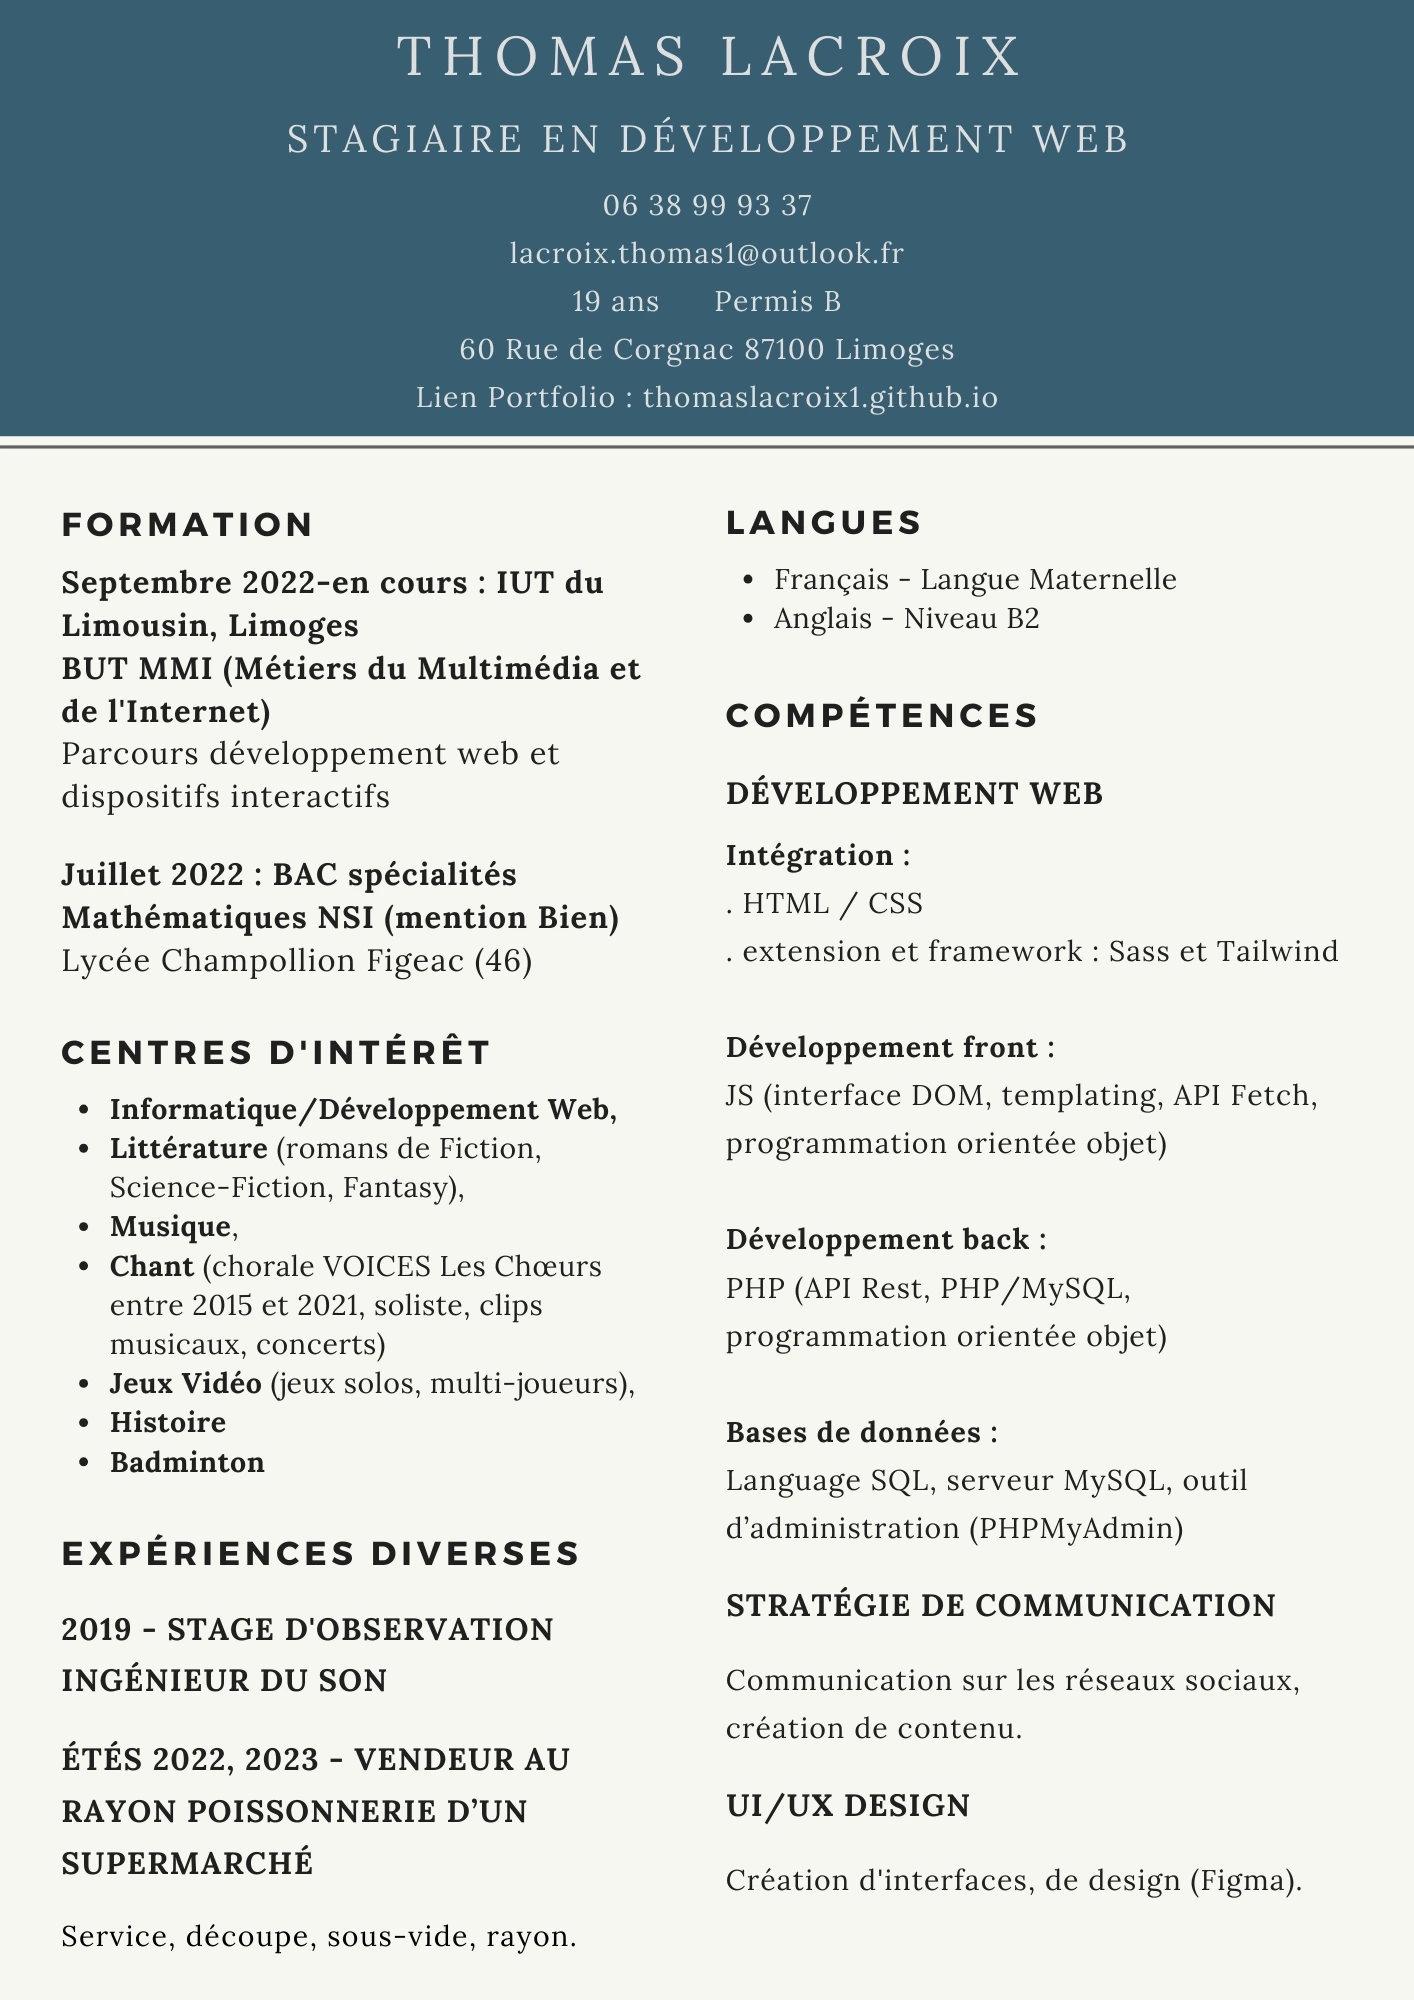 THOMAS LACROIX
STAGIAIRE EN DÉVELOPPEMENT WEB
06 38 99 93 37
lacroix.thomas1@outlook.fr
19 ans Permis B
60 Rue de Corgnac 87100 Limoges
Lien Portfolio : thomaslacroix1.github.io
FORMATION
Septembre 2022-en cours : IUT du
Limousin, Limoges
BUT MMI (Métiers du Multimédia et
de l'Internet)
Parcours développement web et
dispositifs interactifs
Juillet 2022 : BAC spécialités
Mathématiques NSI (mention Bien)
Lycée Champollion Figeac (46)
CENTRES D'INTÉRÊT
• Informatique/Développement Web,
• Littérature (romans de Fiction,
Science-Fiction, Fantasy),
• Musique,
• Chant (chorale VOICES Les Chœurs
entre 2015 et 2021, soliste, clips
musicaux, concerts)
• Jeux Vidéo (jeux solos, multi-joueurs),
• Histoire
• Badminton
EXPÉRIENCES DIVERSES
2019 - STAGE D'OBSERVATION
INGÉNIEUR DU SON
ÉTÉS 2022, 2023 - VENDEUR AU
RAYON POISSONNERIE D’UN
SUPERMARCHÉ
Service, découpe, sous-vide, rayon.
LANGUES
• Français - Langue Maternelle
• Anglais - Niveau B2
COMPÉTENCES
DÉVELOPPEMENT WEB
Intégration :
. HTML / CSS
. extension et framework : Sass et Tailwind
Développement front :
JS (interface DOM, templating, API Fetch,
programmation orientée objet)
Développement back :
PHP (API Rest, PHP/MySQL,
programmation orientée objet)
Bases de données :
Language SQL, serveur MySQL, outil
d’administration (PHPMyAdmin)
STRATÉGIE DE COMMUNICATION
Communication sur les réseaux sociaux,
création de contenu.
UI/UX DESIGN
Création d'interfaces, de design (Figma).